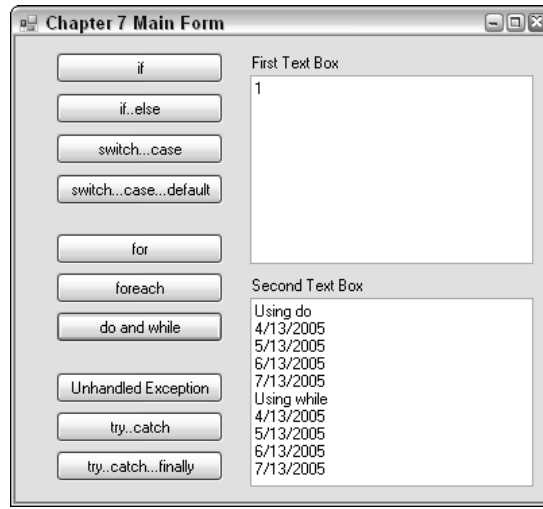 Chapter 7 Main Form
if
if..else
switch...case
switch...case...default
for
foreach
do and while
Unhandled Exception
try..catch
try..catch...finally
First Text Box
1
Second Text Box
Using do
4/13/2005
5/13/2005
6/13/2005
7/13/2005
Using while
4/13/2005
5/13/2005
6/13/2005
7/13/2005